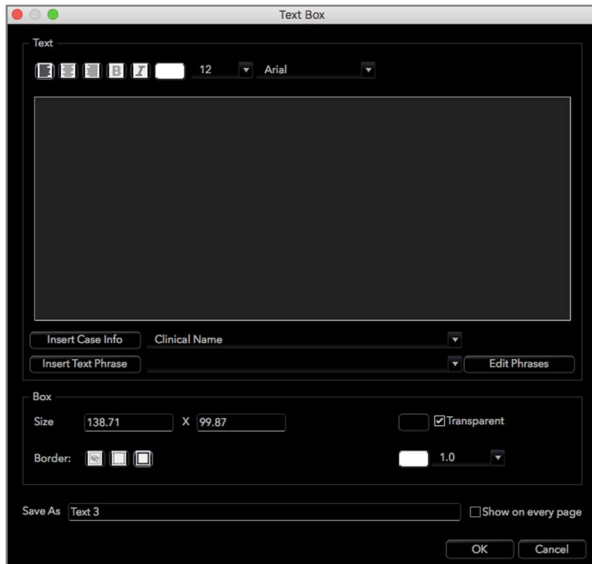 Text Box
Text
B I 12 Arial
Insert Case Info Clinical Name
Insert Text Phrase Edit Phrases
Box
Size 138.71 X 99.87 Transparent
Border: 1.0
Save As Text 3 Show on every page
OK Cancel